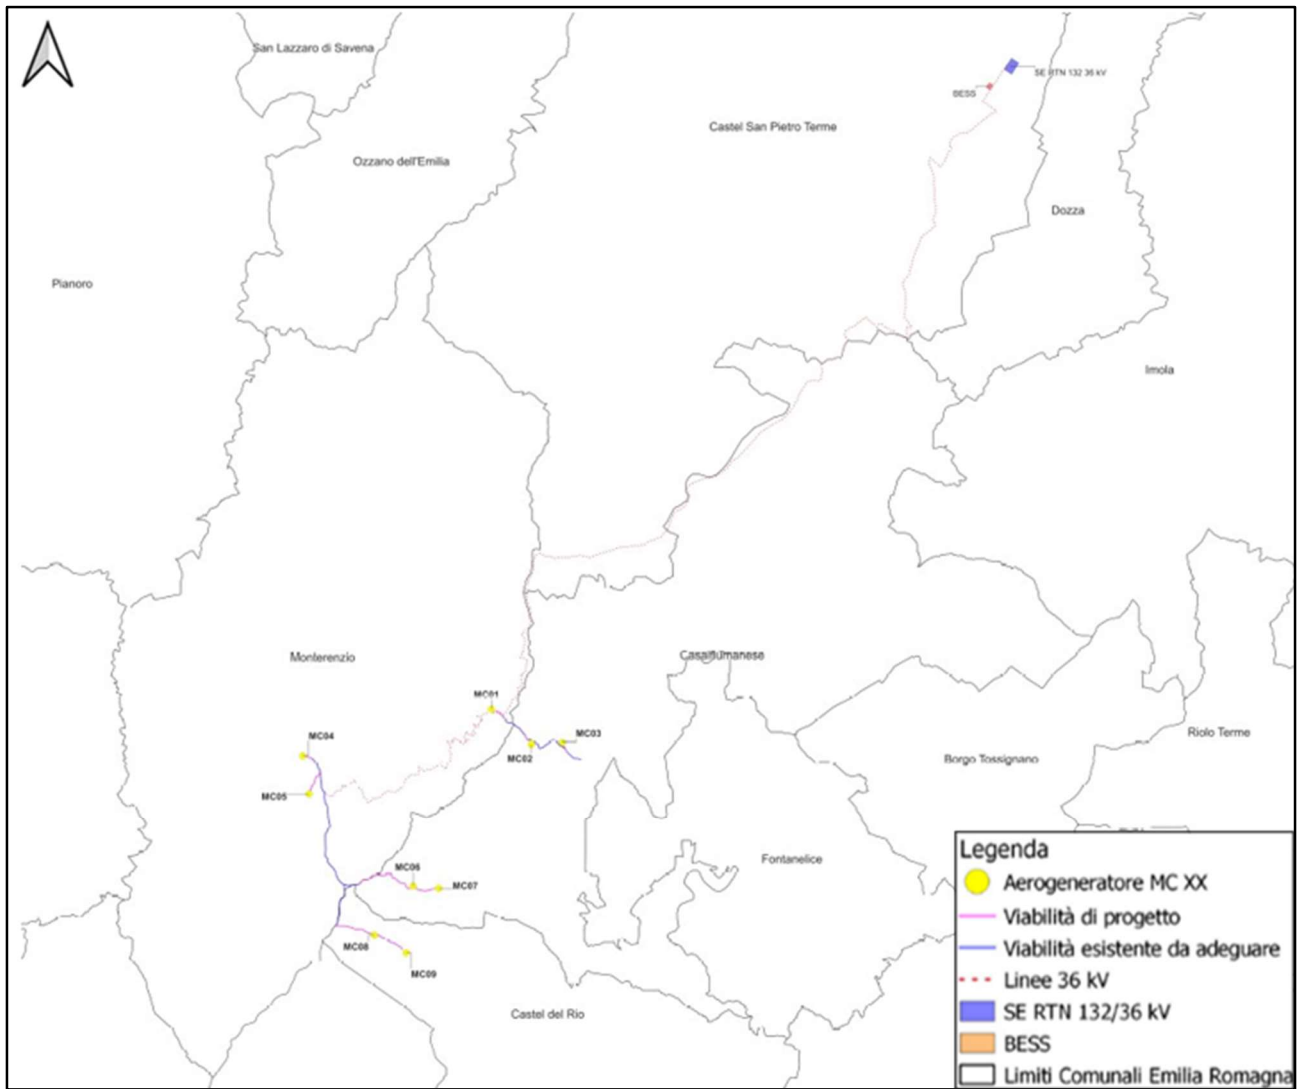 San Lazzaro di Savena
SE RTN 132 36 kV
BESS
Castel San Pietro Terme
Ozzano dell'Emilia
Dozza
Pianoro
Imola
Monterenzio
Casalfiumanese
MC01
Riolo Terme
MC04
MC03
MC02
Borgo Tossignano
MC05
Fontanelice
MC06
MC07
MC08
MC09
Castel del Rio
Legenda
Aerogeneratore MC XX
Viabilità di progetto
Viabilità esistente da adeguare
Linee 36 kV
SE RTN 132/36 kV
BESS
Limiti Comunali Emilia Romagna